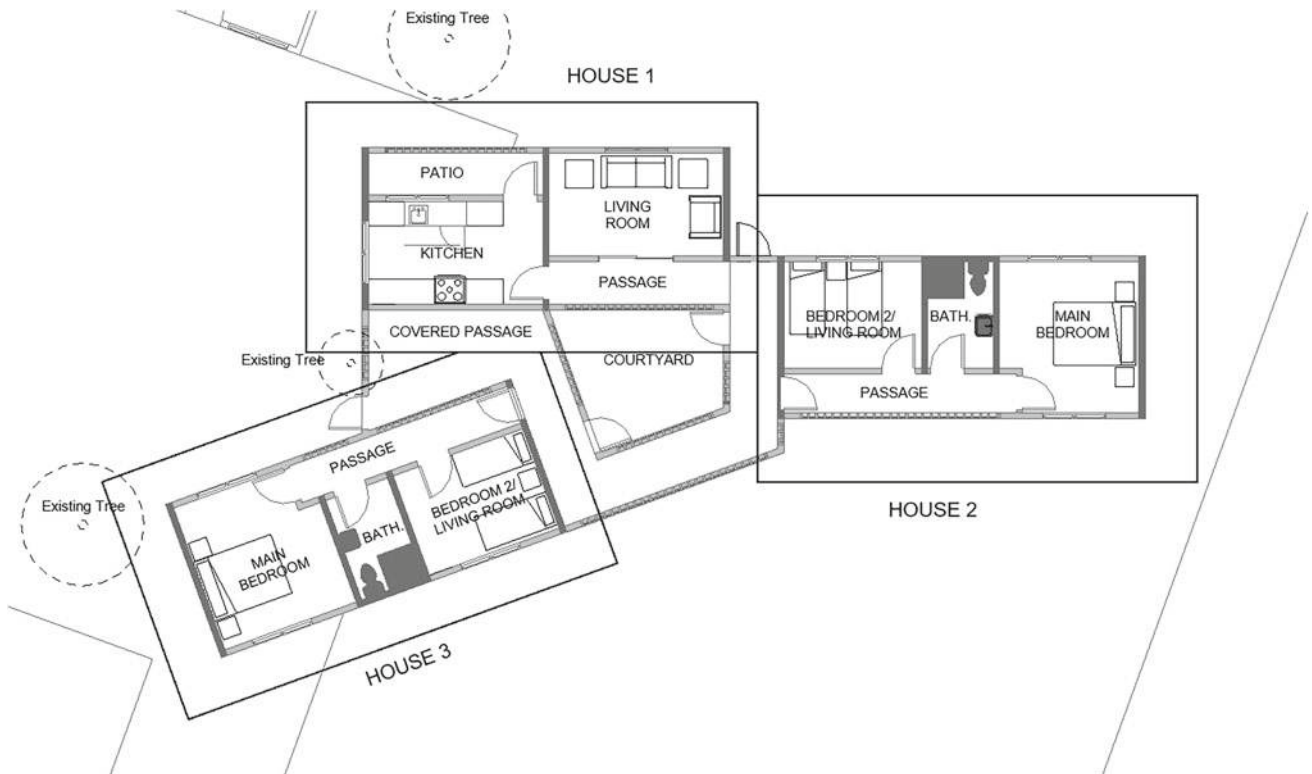 Existing Tree
HOUSE 1
PATIO
LIVING
ROOM
KITCHEN
PASSAGE
COVERED PASSAGE
BEDROOM 2/
LIVING ROOM
BATH.
MAIN
BEDROOM
Existing Tree
COURTYARD
PASSAGE
HOUSE 2
PASSAGE
Existing Tree
BEDROOM 2/
LIVING ROOM
BATH.
MAIN
BEDROOM
HOUSE 3